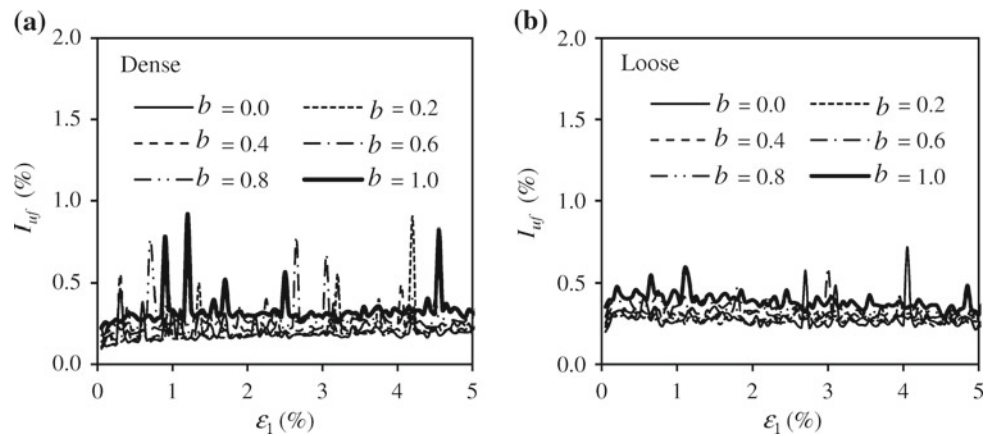 (a)
2.0
1.5
1.0
0.5
0.0
I_uf (%)
Dense
b = 0.0
b = 0.2
b = 0.4
b = 0.6
b = 0.8
b = 1.0
0 1 2 3 4 5
ε₁ (%)
(b)
2.0
1.5
1.0
0.5
0.0
I_uf (%)
Loose
b = 0.0
b = 0.2
b = 0.4
b = 0.6
b = 0.8
b = 1.0
0 1 2 3 4 5
ε₁ (%)